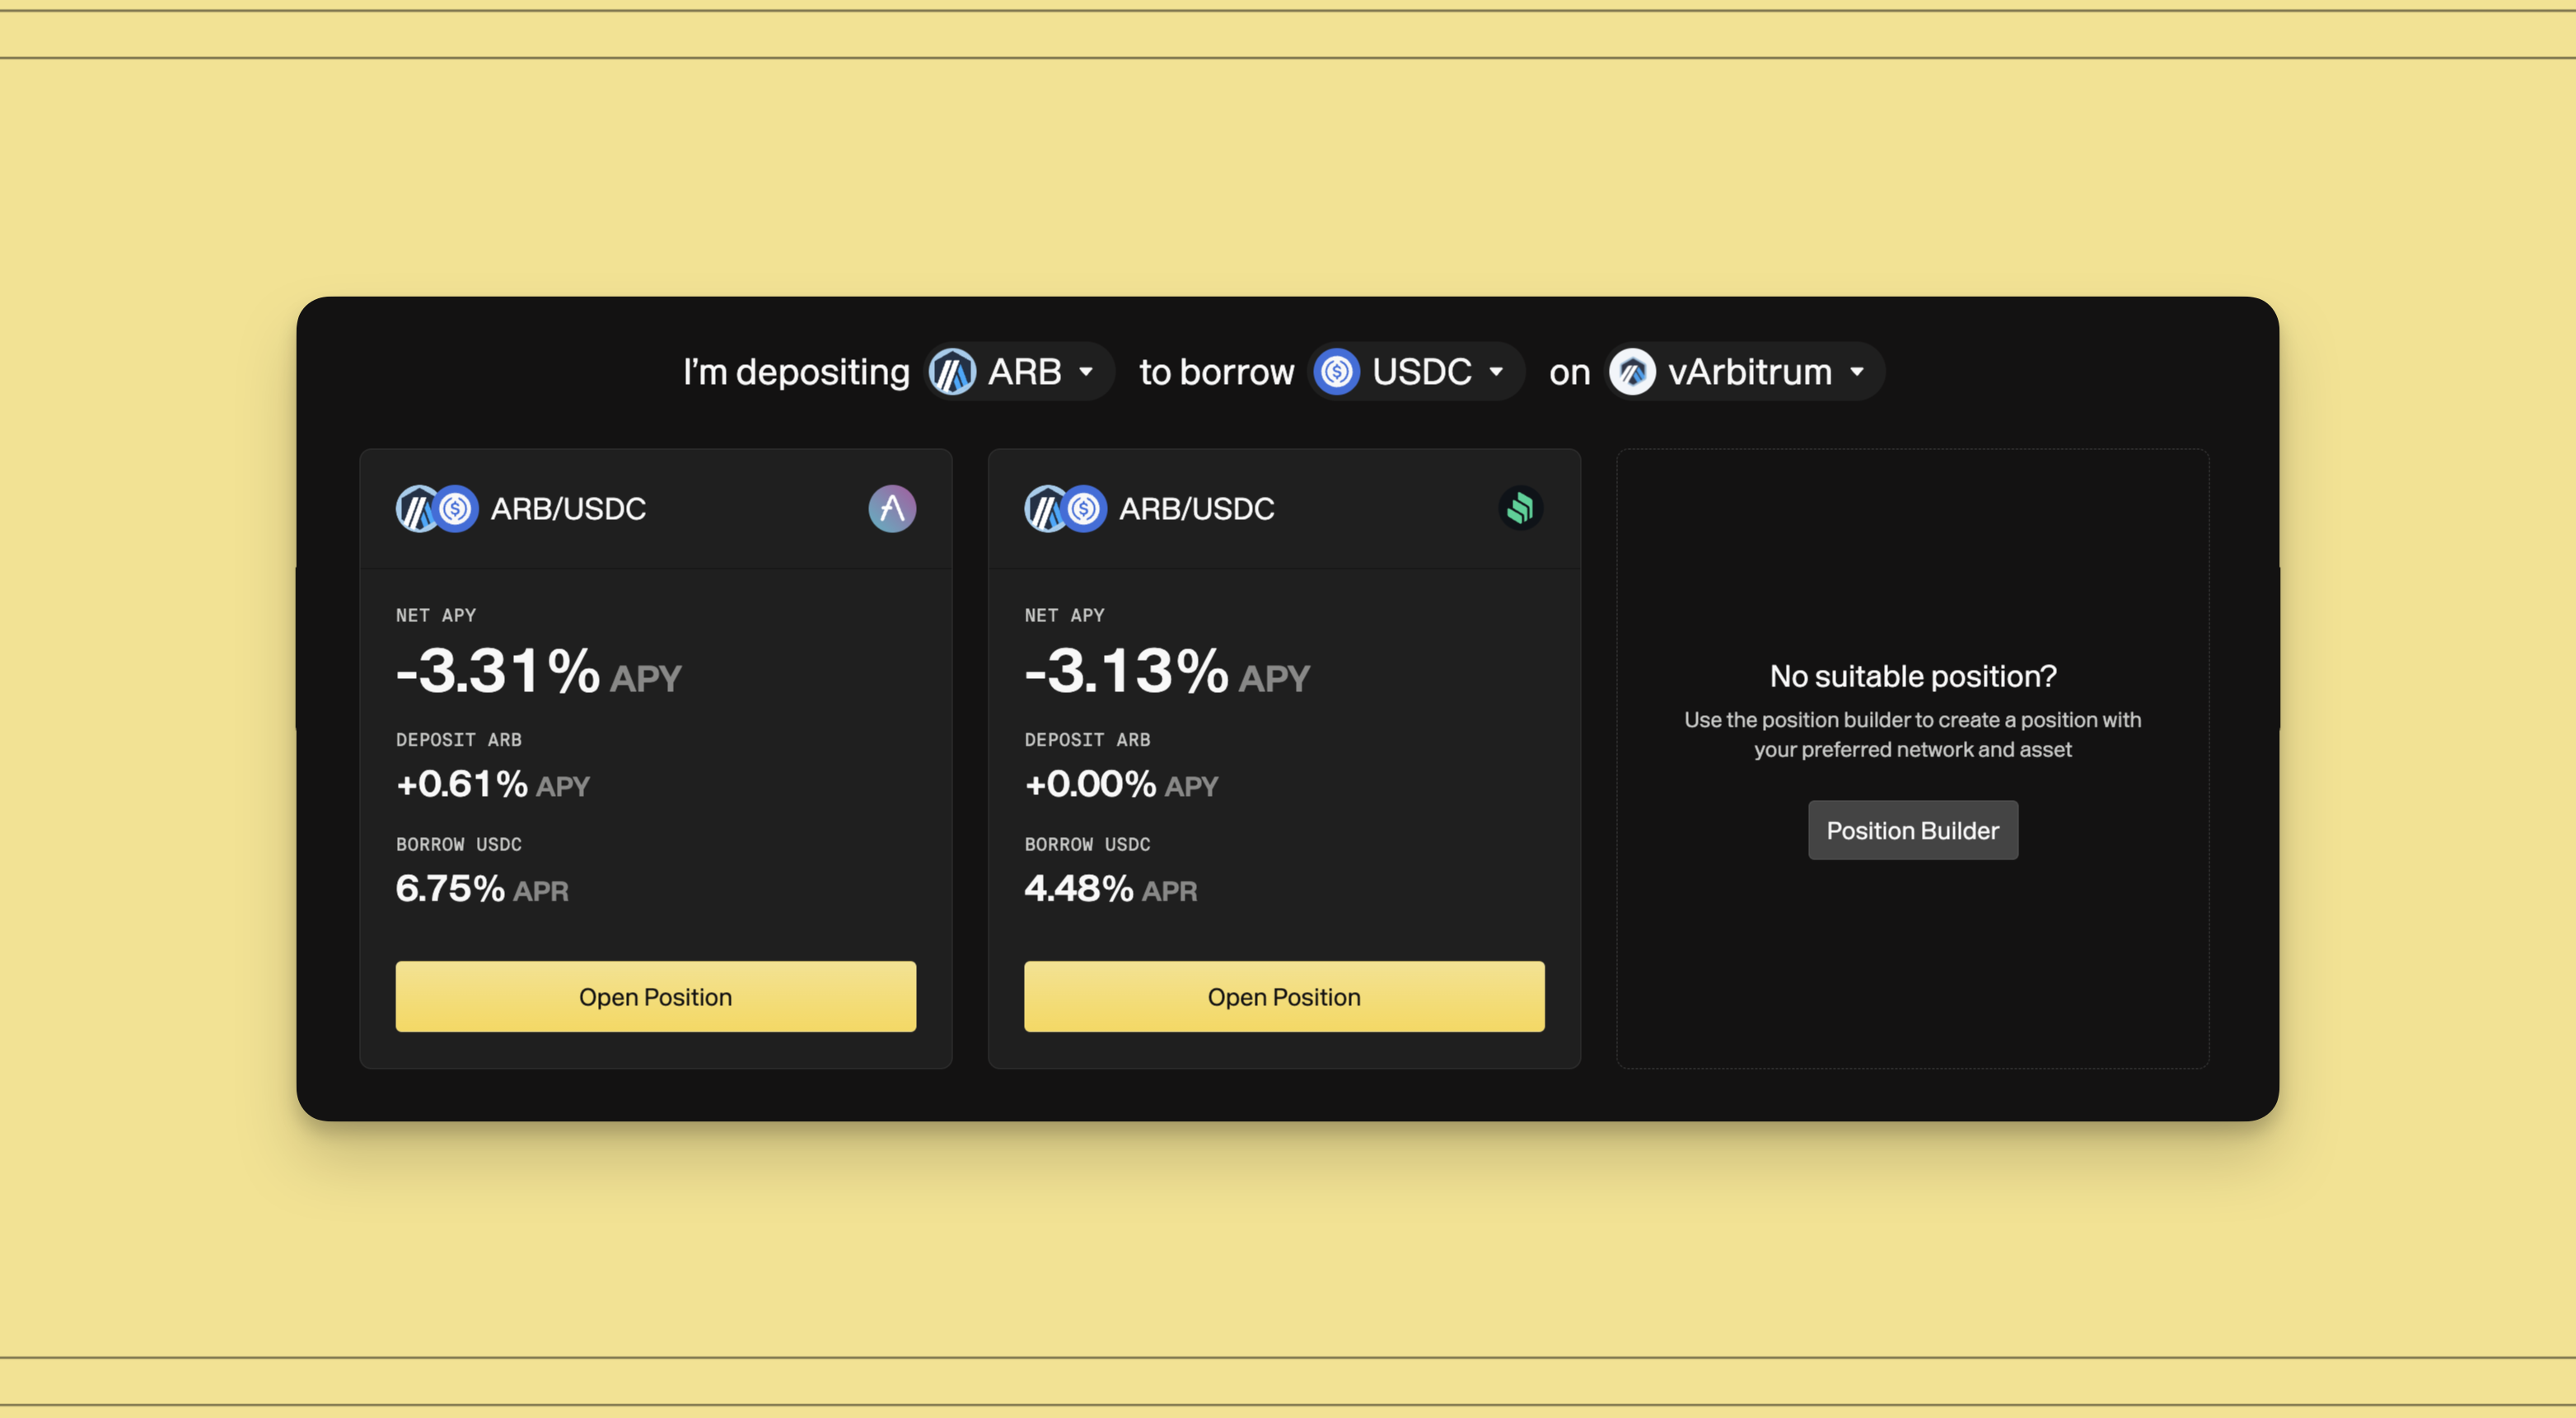 I'm depositing ARB to borrow USDC on vArbitrum
ARB/USDC
NET APY
-3.31% APY
DEPOSIT ARB
+0.61% APY
BORROW USDC
6.75% APR
Open Position
ARB/USDC
NET APY
-3.13% APY
DEPOSIT ARB
+0.00% APY
BORROW USDC
4.48% APR
Open Position
No suitable position?
Use the position builder to create a position with
your preferred network and asset
Position Builder